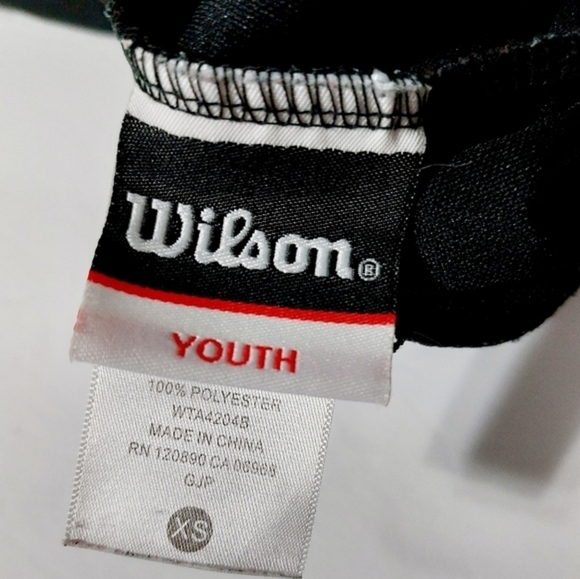 Wilson®
YOUTH
100% POLYESTER
WTA4204B
MADE IN CHINA
RN 120890 CA 06968
GJP
XS